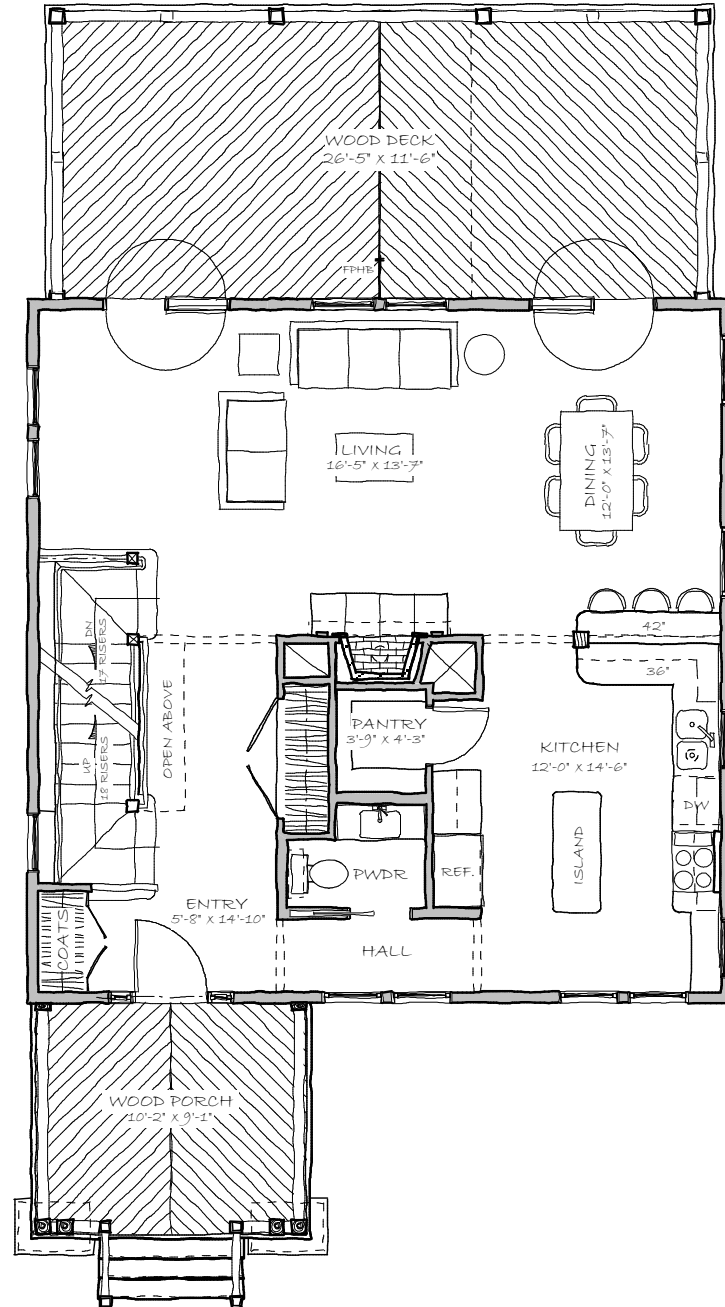 WOOD DECK
26'-5" X 11'-6"
FPHB
LIVING
16'-5" X 13'-7"
DINING
12'-0" X 13'-7"
DN
17 RISERS
UP
18 RISERS
OPEN ABOVE
42"
36"
PANTRY
3'-9" X 4'-3"
KITCHEN
12'-0" X 14'-6"
DW
ISLAND
PWDR
REF.
ENTRY
5'-8" X 14'-10"
COATS
HALL
WOOD PORCH
10'-2" X 9'-1"